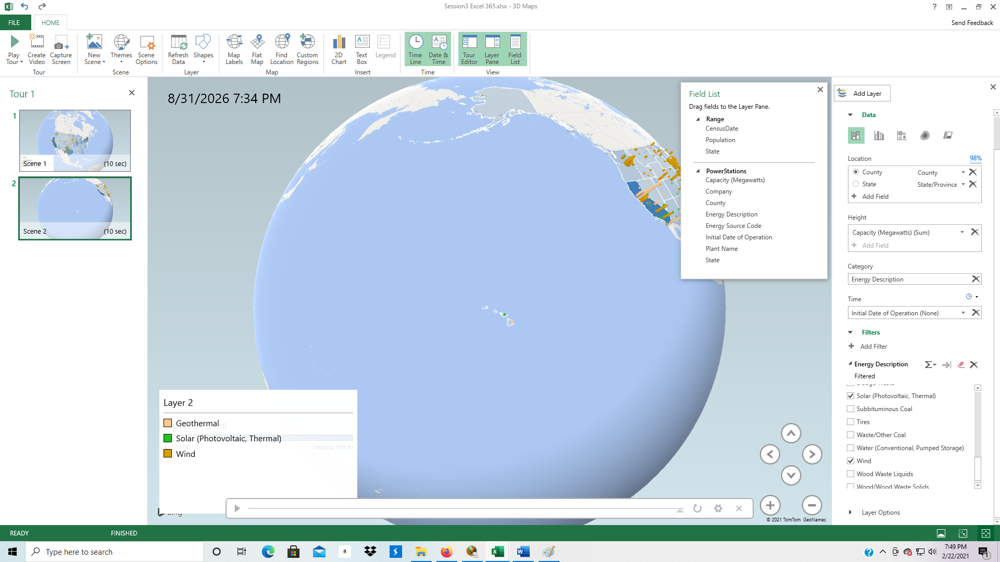 Session3 Excel 365.xlsx - 3D Maps
FILE
HOME
Send Feedback
Play Tour
Create Video
Capture Screen
Tour
New Scene
Themes
Scene Options
Scene
Refresh Data
Shapes
Layer
Map Labels
Flat Map
Find Location
Custom Regions
Map
2D Chart
Text Box
Legend
Insert
Time Line
Date & Time
Time
Tour Editor
Layer Pane
Field List
View
Tour 1
1
Scene 1
(10 sec)
2
Scene 2
(10 sec)
8/31/2026 7:34 PM
Layer 2
Geothermal
Solar (Photovoltaic, Thermal)
190,684,189.00
Wind
© 2021 TomTom GeoNames
Field List
Drag fields to the Layer Pane.
Range
CensusDate
Population
State
PowerStations
Capacity (Megawatts)
Company
County
Energy Description
Energy Source Code
Initial Date of Operation
Plant Name
State
Add Layer
Data
Location
98%
County County
State State/Province
Add Field
Height
Capacity (Megawatts) (Sum)
Add Field
Category
Energy Description
Time
Initial Date of Operation (None)
Filters
Add Filter
Energy Description
Filtered
Solar (Photovoltaic, Thermal)
Subbituminous Coal
Tires
Waste/Other Coal
Water (Conventional, Pumped Storage)
Wind
Wood Waste Liquids
Wood/Wood Waste Solids
Layer Options
READY
FINISHED
Type here to search
7:49 PM
2/22/2021